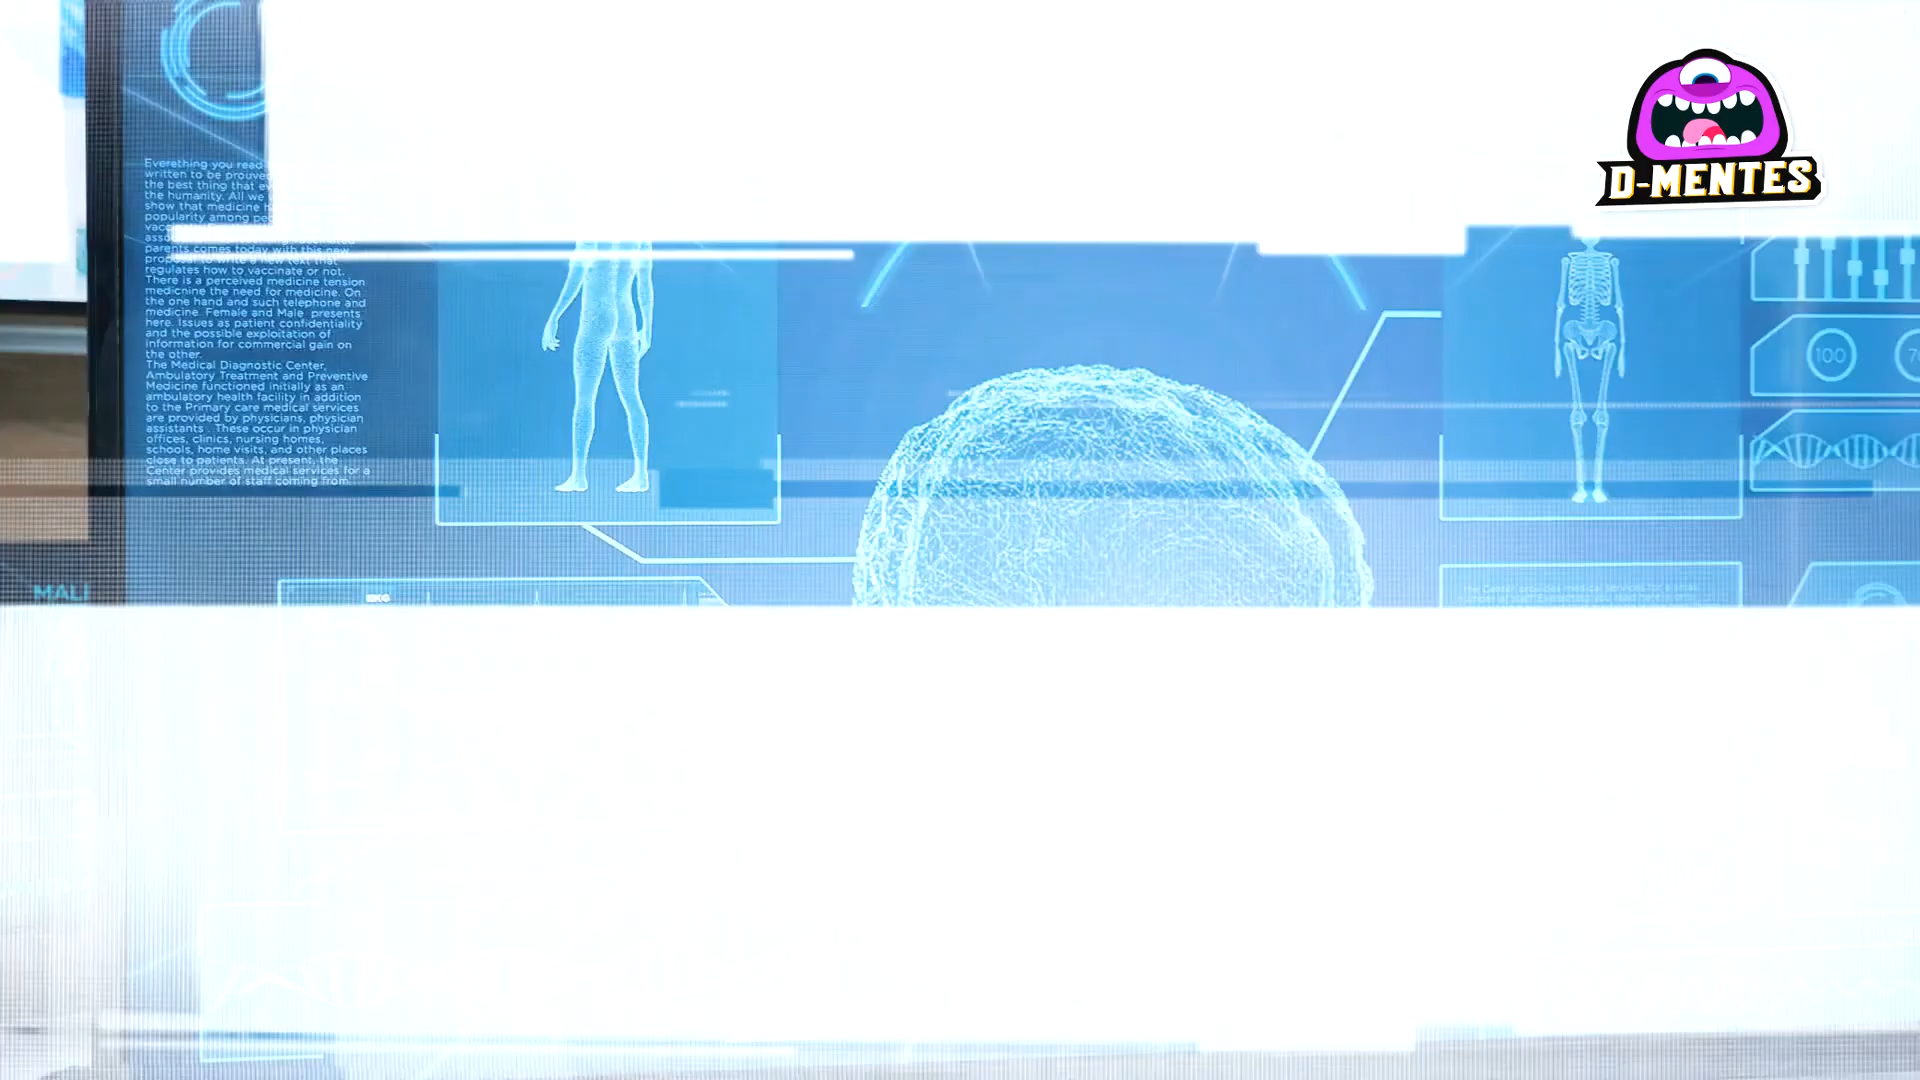 D-MENTES
Everething you read
written to be prouve
the best thing that ev
the humanity. All we
show that medicine h
popularity among peo
vacc
asso
parents comes today with this new
proposal to write a new text that
regulates how to vaccinate or not.
There is a perceived medicine tension
medicnine the need for medicine. On
the one hand and such telephone and
medicine. Female and Male presents
here. Issues as patient confidentiality
and the possible exploitation of
information for commercial gain on
the other.
The Medical Diagnostic Center,
Ambulatory Treatment and Preventive
Medicine functioned initially as an
ambulatory health facility in addition
to the Primary care medical services
are provided by physicians, physician
assistants . These occur in physician
offices, clinics, nursing homes,
schools, home visits, and other places
close to patients. At present, the
Center provides medical services for a
small number of staff coming from
100
MALI